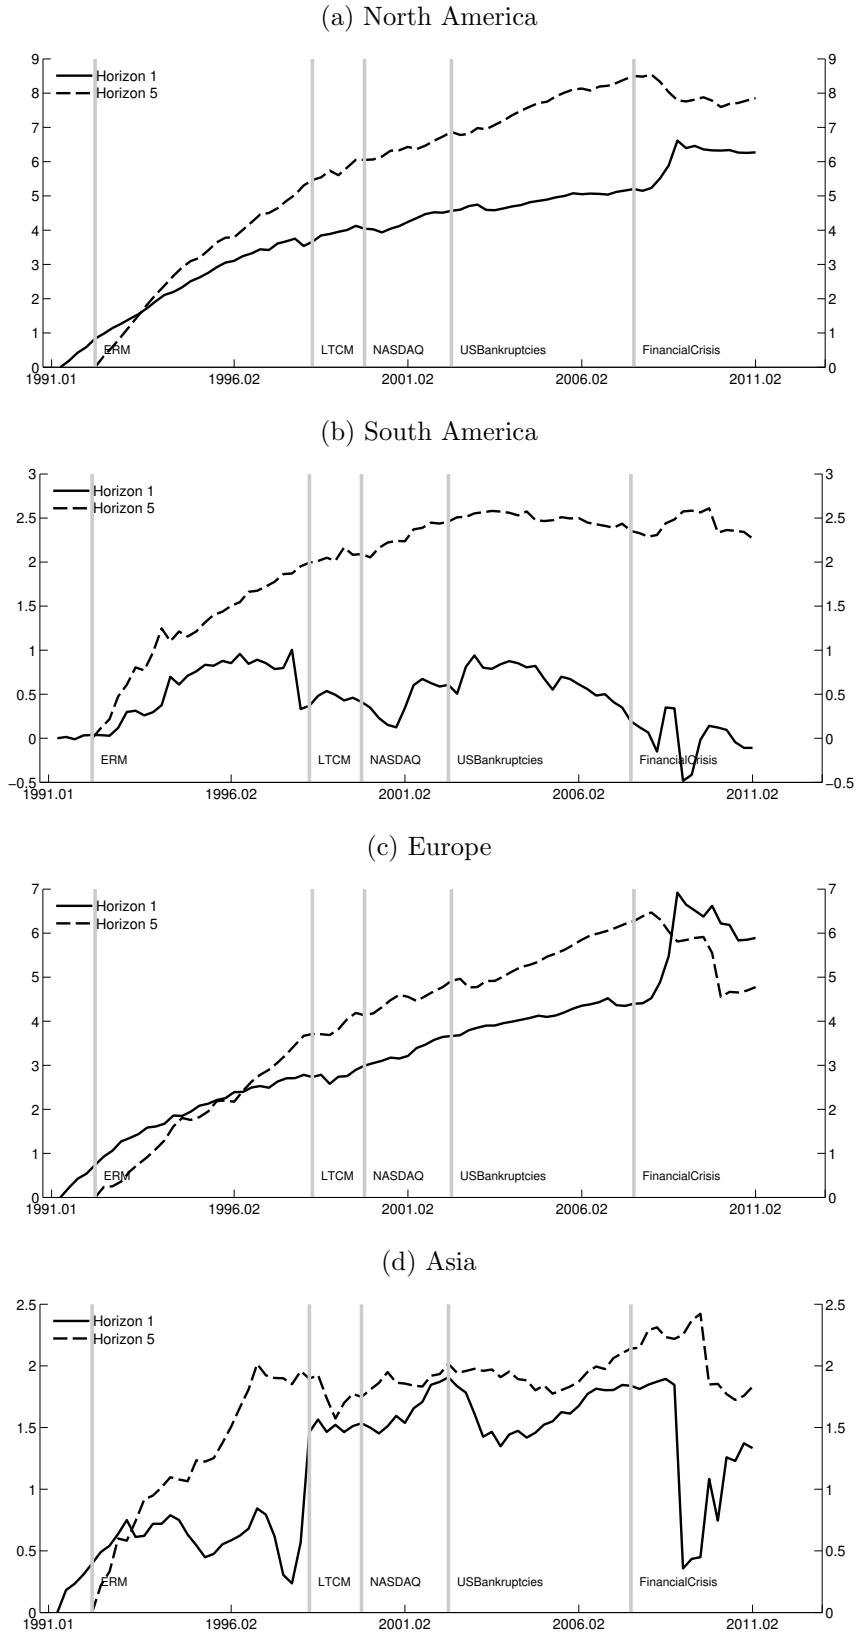 (a) North America
9 9
Horizon 1
8 Horizon 5 8
7 7
6 6
5 5
4 4
3 3
2 2
1 1
ERM LTCM NASDAQ USBankruptcies FinancialCrisis
0 0
1991.01 1996.02 2001.02 2006.02 2011.02
(b) South America
3 3
Horizon 1
Horizon 5
2.5 2.5
2 2
1.5 1.5
1 1
0.5 0.5
0 0
ERM LTCM NASDAQ USBankruptcies FinancialCrisis
−0.5 −0.5
1991.01 1996.02 2001.02 2006.02 2011.02
(c) Europe
7 7
Horizon 1
Horizon 5
6 6
5 5
4 4
3 3
2 2
1 1
ERM LTCM NASDAQ USBankruptcies FinancialCrisis
0 0
1991.01 1996.02 2001.02 2006.02 2011.02
(d) Asia
2.5 2.5
Horizon 1
Horizon 5
2 2
1.5 1.5
1 1
0.5 0.5
ERM LTCM NASDAQ USBankruptcies FinancialCrisis
0 0
1991.01 1996.02 2001.02 2006.02 2011.02